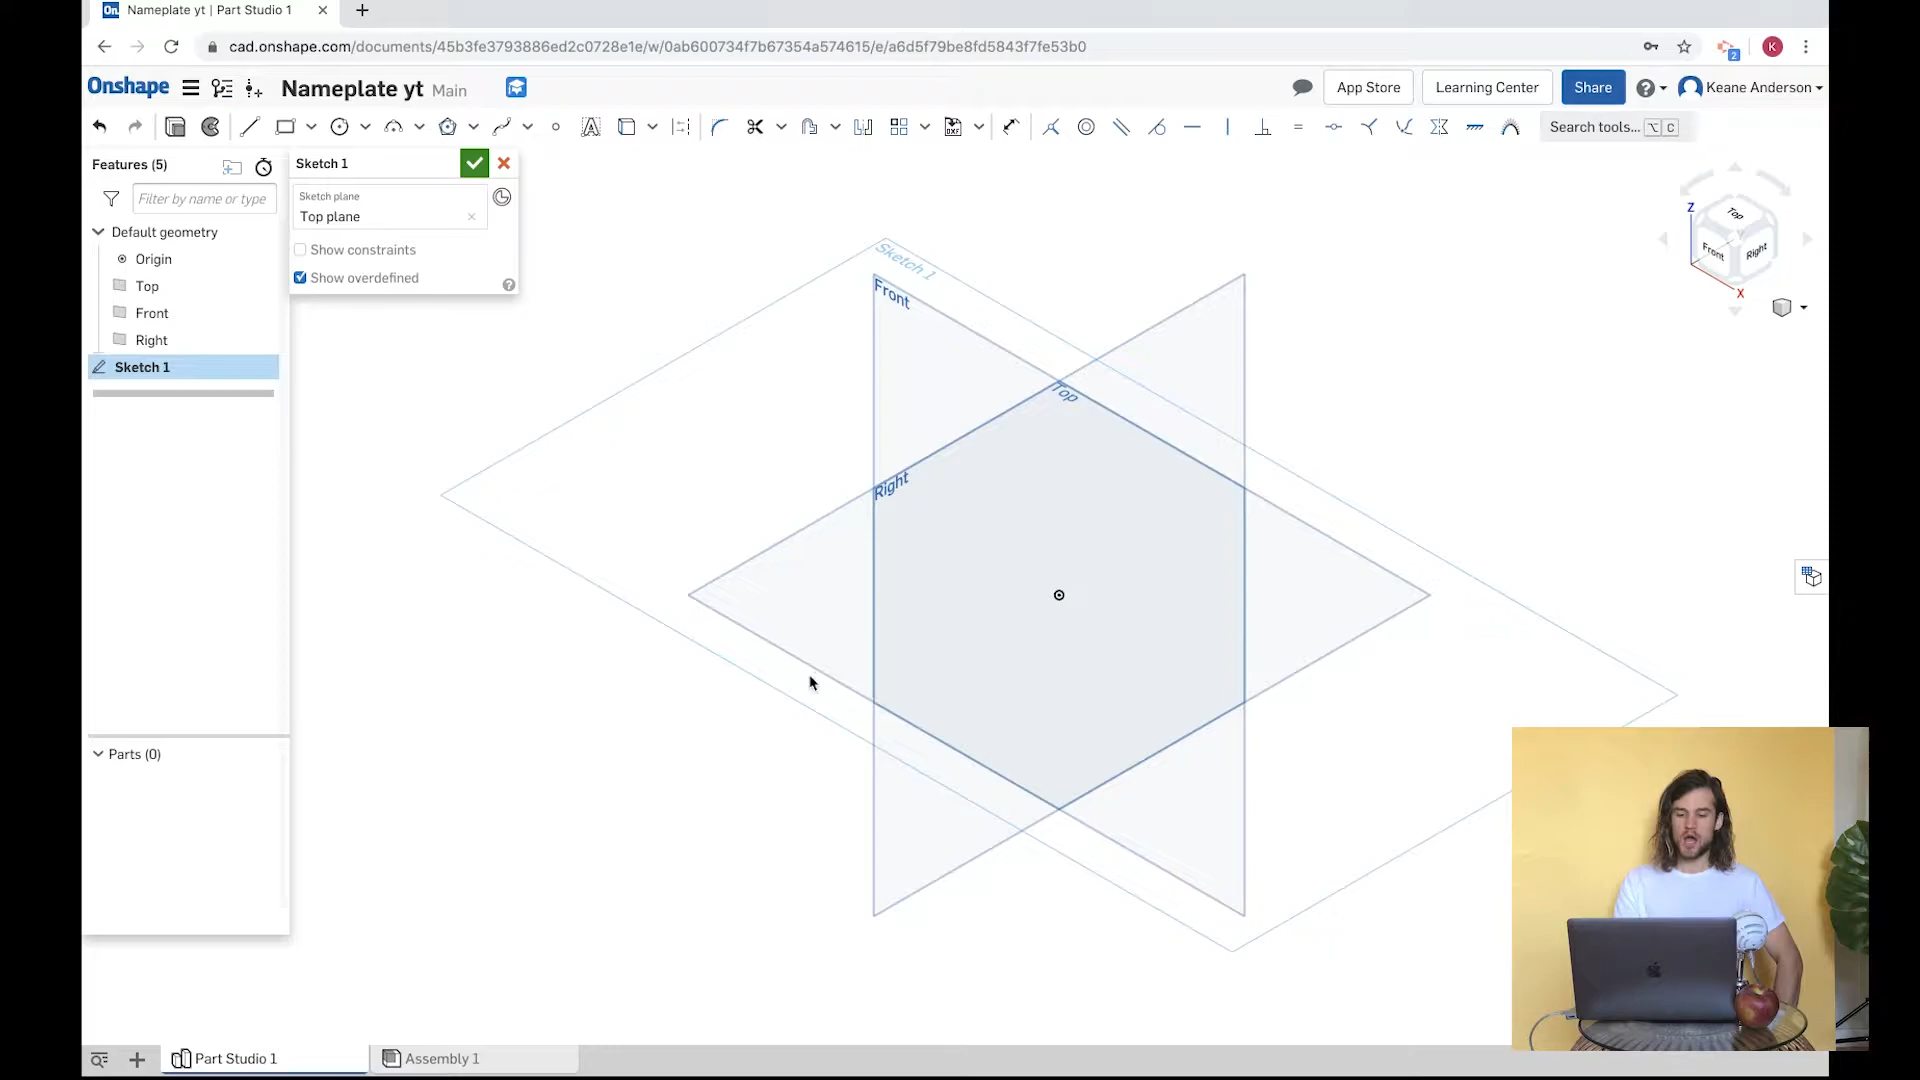 On Nameplate yt | Part Studio 1
cad.onshape.com/documents/45b3fe3793886ed2c0728e1e/w/0ab600734f7b67354a574615/e/a6d5f79be8fd5843f7fe53b0
2
K
Onshape
Nameplate yt Main
App Store
Learning Center
Share
Keane Anderson
Search tools... ⌥ C
Features (5)
Sketch 1
Filter by name or type
Sketch plane
Top plane
Default geometry
Show constraints
Origin
Show overdefined
Top
Front
Right
Sketch 1
Sketch 1
Front
Top
Right
Z
Top
Front
Right
X
Parts (0)
Part Studio 1
Assembly 1